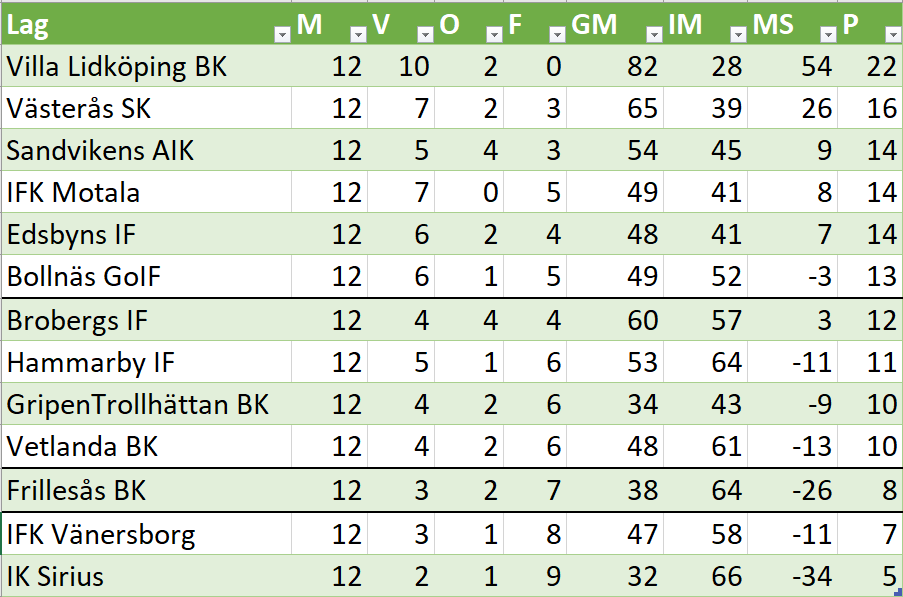 Lag M V O F GM IM MS P
Villa Lidköping BK 12 10 2 0 82 28 54 22
Västerås SK 12 7 2 3 65 39 26 16
Sandvikens AIK 12 5 4 3 54 45 9 14
IFK Motala 12 7 0 5 49 41 8 14
Edsbyns IF 12 6 2 4 48 41 7 14
Bollnäs GoIF 12 6 1 5 49 52 -3 13
Brobergs IF 12 4 4 4 60 57 3 12
Hammarby IF 12 5 1 6 53 64 -11 11
GripenTrollhättan BK 12 4 2 6 34 43 -9 10
Vetlanda BK 12 4 2 6 48 61 -13 10
Frillesås BK 12 3 2 7 38 64 -26 8
IFK Vänersborg 12 3 1 8 47 58 -11 7
IK Sirius 12 2 1 9 32 66 -34 5